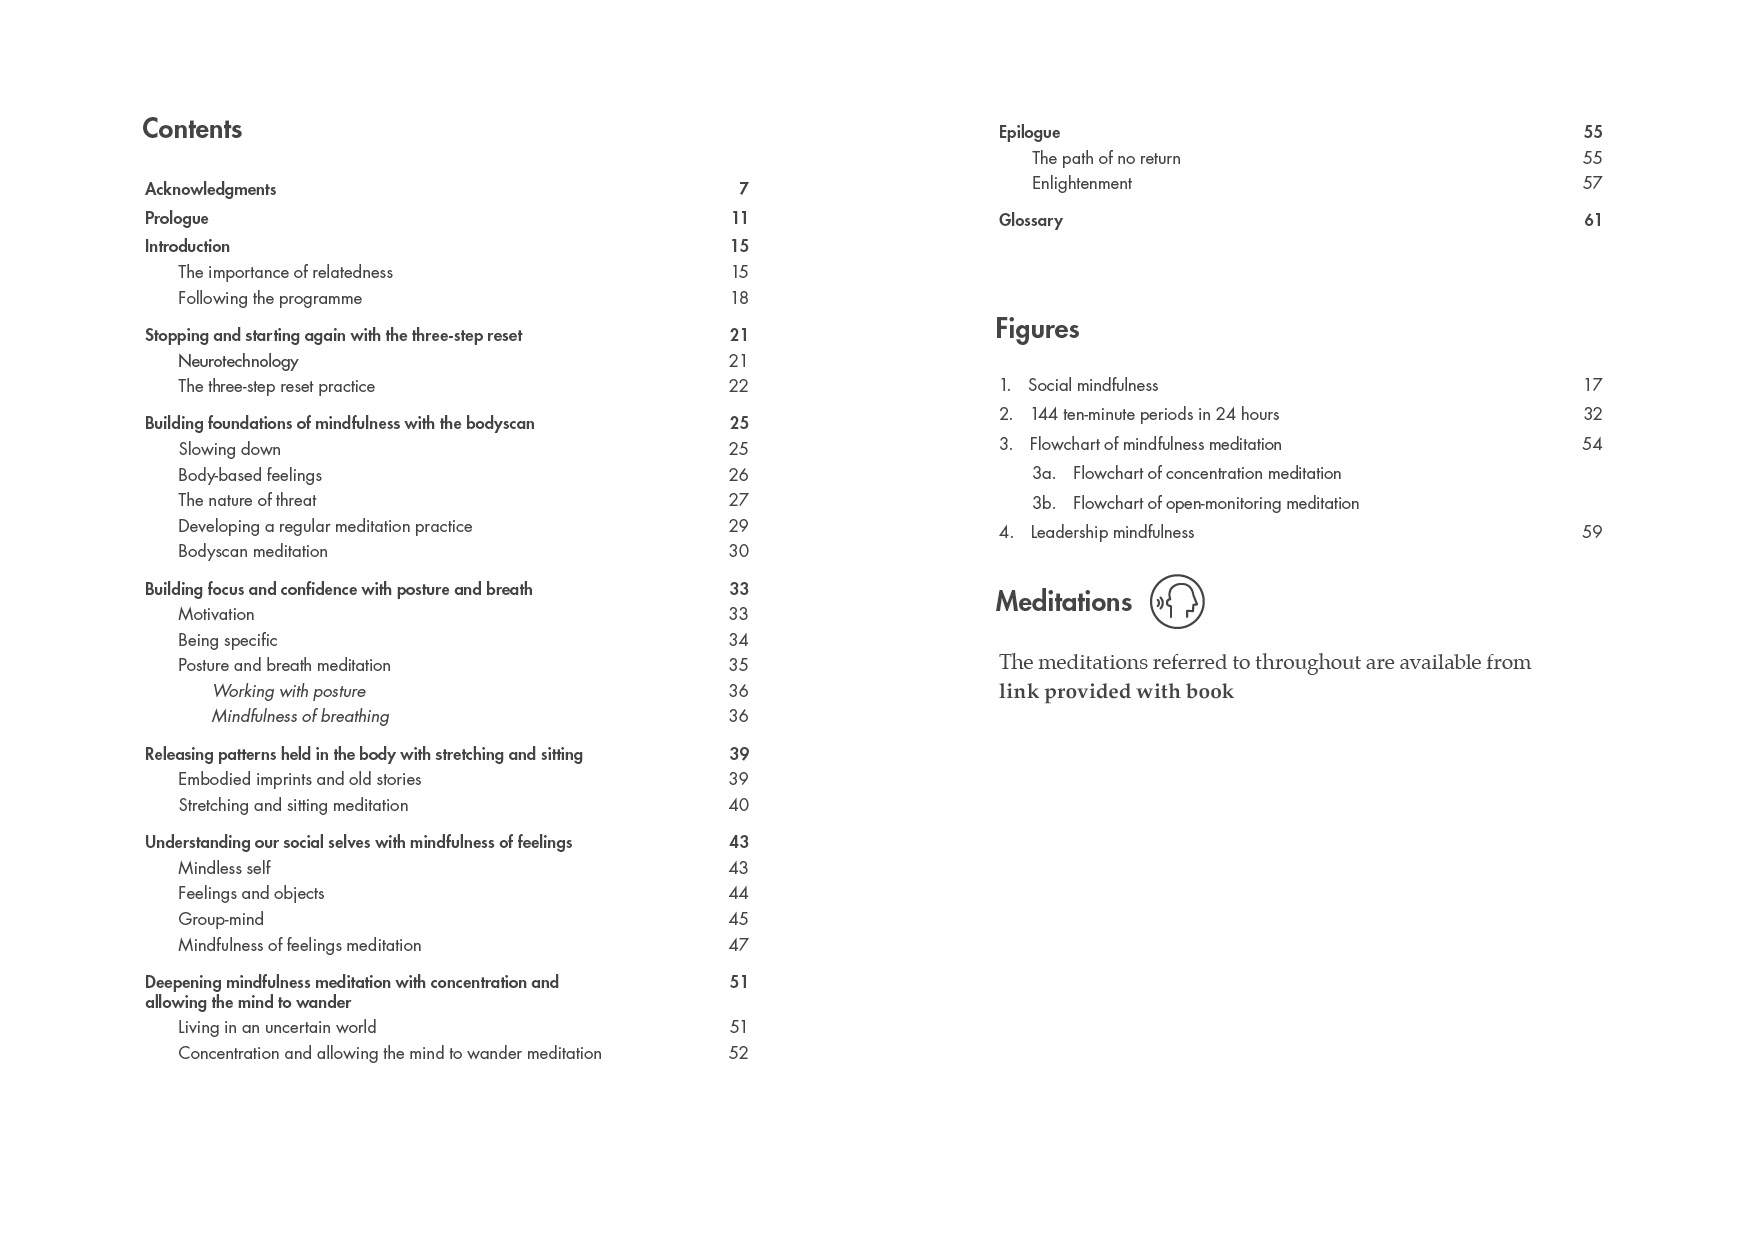 Contents
Acknowledgments 7
Prologue 11
Introduction 15
The importance of relatedness 15
Following the programme 18
Stopping and starting again with the three-step reset 21
Neurotechnology 21
The three-step reset practice 22
Building foundations of mindfulness with the bodyscan 25
Slowing down 25
Body-based feelings 26
The nature of threat 27
Developing a regular meditation practice 29
Bodyscan meditation 30
Building focus and confidence with posture and breath 33
Motivation 33
Being specific 34
Posture and breath meditation 35
Working with posture 36
Mindfulness of breathing 36
Releasing patterns held in the body with stretching and sitting 39
Embodied imprints and old stories 39
Stretching and sitting meditation 40
Understanding our social selves with mindfulness of feelings 43
Mindless self 43
Feelings and objects 44
Group-mind 45
Mindfulness of feelings meditation 47
Deepening mindfulness meditation with concentration and 51
allowing the mind to wander
Living in an uncertain world 51
Concentration and allowing the mind to wander meditation 52
Epilogue 55
The path of no return 55
Enlightenment 57
Glossary 61
Figures
1. Social mindfulness 17
2. 144 ten-minute periods in 24 hours 32
3. Flowchart of mindfulness meditation 54
3a. Flowchart of concentration meditation
3b. Flowchart of open-monitoring meditation
4. Leadership mindfulness 59
Meditations
The meditations referred to throughout are available from
link provided with book